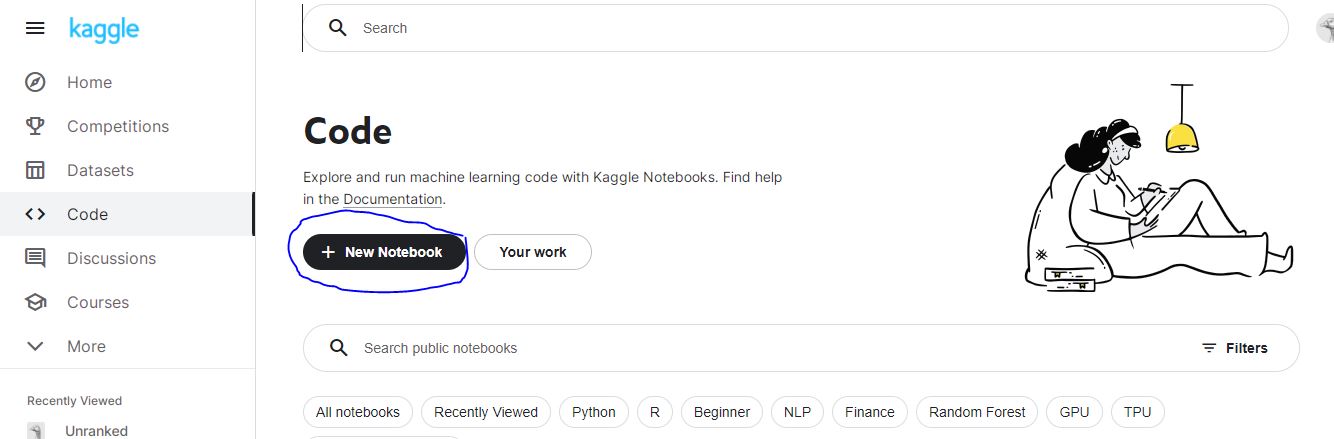 kaggle
Search
Home
Competitions
Datasets
Code
Discussions
Courses
More
Recently Viewed
Unranked
Code
Explore and run machine learning code with Kaggle Notebooks. Find help
in the Documentation.
+ New Notebook
Your work
Search public notebooks
Filters
All notebooks
Recently Viewed
Python
R
Beginner
NLP
Finance
Random Forest
GPU
TPU